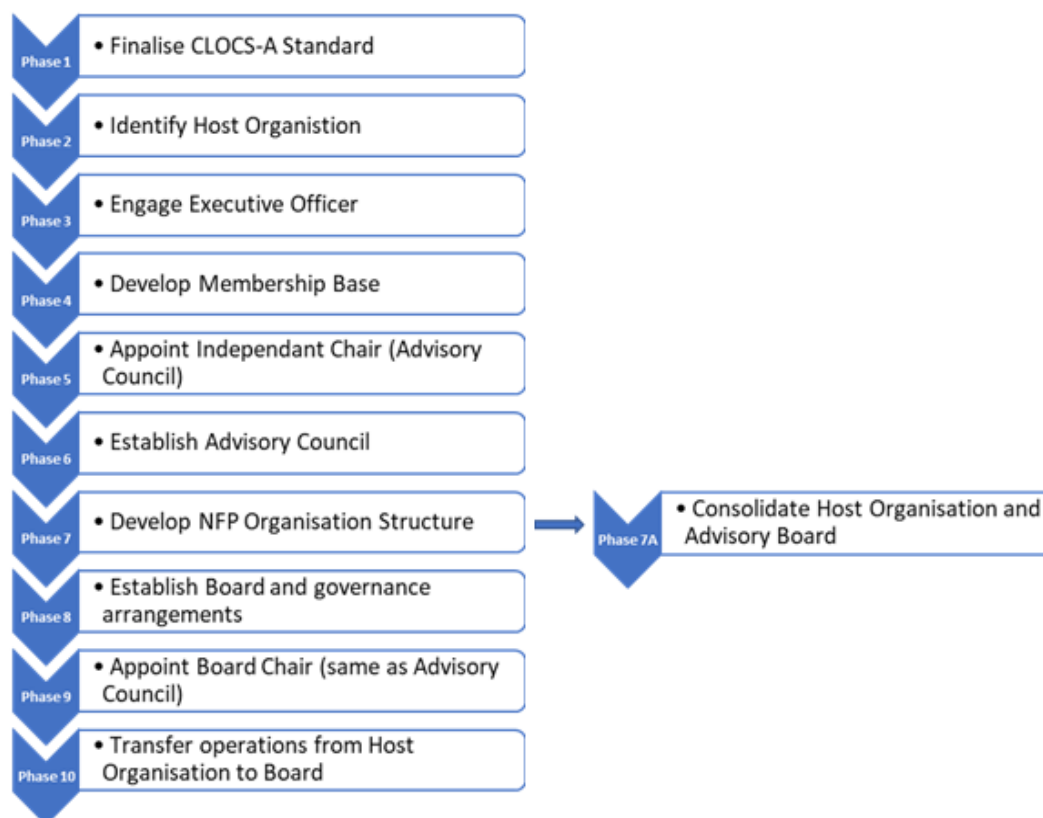 Phase 1
• Finalise CLOCS-A Standard
Phase 2
• Identify Host Organistion
Phase 3
• Engage Executive Officer
Phase 4
• Develop Membership Base
Phase 5
• Appoint Independant Chair (Advisory
Council)
Phase 6
• Establish Advisory Council
Phase 7
• Develop NFP Organisation Structure
Phase 7A
• Consolidate Host Organisation and
Advisory Board
Phase 8
• Establish Board and governance
arrangements
Phase 9
• Appoint Board Chair (same as Advisory
Council)
Phase 10
• Transfer operations from Host
Organisation to Board